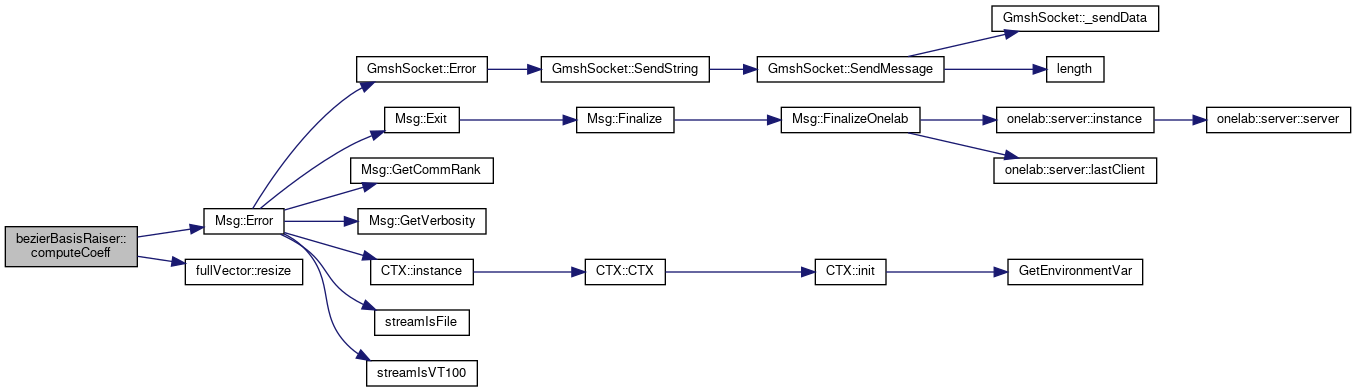 GmshSocket::_sendData
GmshSocket::Error
GmshSocket::SendString
GmshSocket::SendMessage
length
Msg::Exit
Msg::Finalize
Msg::FinalizeOnelab
onelab::server::instance
onelab::server::server
Msg::GetCommRank
onelab::server::lastClient
Msg::Error
Msg::GetVerbosity
bezierBasisRaiser::
computeCoeff
fullVector::resize
CTX::instance
CTX::CTX
CTX::init
GetEnvironmentVar
streamIsFile
streamIsVT100